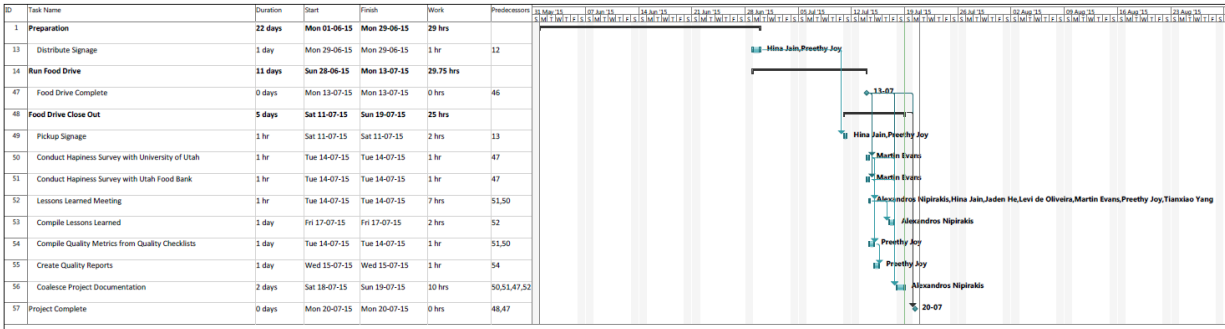 ID Task Name Duration Start Finish Work Predecessors
31 May '15 07 Jun '15 14 Jun '15 21 Jun '15 28 Jun '15 05 Jul '15 12 Jul '15 19 Jul '15 26 Jul '15 02 Aug '15 09 Aug '15 16 Aug '15 23 Aug '15
S M T W T F S S M T W T F S S M T W T F S S M T W T F S S M T W T F S S M T W T F S S M T W T F S S M T W T F S S M T W T F S S M T W T F S S M T W T F S S M T W T F S S M T W T F S
1 Preparation 22 days Mon 01-06-15 Mon 29-06-15 29 hrs
13 Distribute Signage 1 day Mon 29-06-15 Mon 29-06-15 1 hr 12 Hina Jain,Preethy Joy
14 Run Food Drive 11 days Sun 28-06-15 Mon 13-07-15 29.75 hrs
47 Food Drive Complete 0 days Mon 13-07-15 Mon 13-07-15 0 hrs 46 13-07
48 Food Drive Close Out 5 days Sat 11-07-15 Sun 19-07-15 25 hrs
49 Pickup Signage 1 hr Sat 11-07-15 Sat 11-07-15 2 hrs 13 Hina Jain,Preethy Joy
50 Conduct Hapiness Survey with University of Utah 1 hr Tue 14-07-15 Tue 14-07-15 1 hr 47 Martin Evans
51 Conduct Hapiness Survey with Utah Food Bank 1 hr Tue 14-07-15 Tue 14-07-15 1 hr 47 Martin Evans
52 Lessons Learned Meeting 1 hr Tue 14-07-15 Tue 14-07-15 7 hrs 51,50 Alexandros Nipirakis,Hina Jain,Jaden He,Levi de Oliveira,Martin Evans,Preethy Joy,Tianxiao Yang
53 Compile Lessons Learned 1 day Fri 17-07-15 Fri 17-07-15 2 hrs 52 Alexandros Nipirakis
54 Compile Quality Metrics from Quality Checklists 1 day Tue 14-07-15 Tue 14-07-15 1 hr 51,50 Preethy Joy
55 Create Quality Reports 1 day Wed 15-07-15 Wed 15-07-15 1 hr 54 Preethy Joy
56 Coalesce Project Documentation 2 days Sat 18-07-15 Sun 19-07-15 10 hrs 50,51,47,52 Alexandros Nipirakis
57 Project Complete 0 days Mon 20-07-15 Mon 20-07-15 0 hrs 48,47 20-07